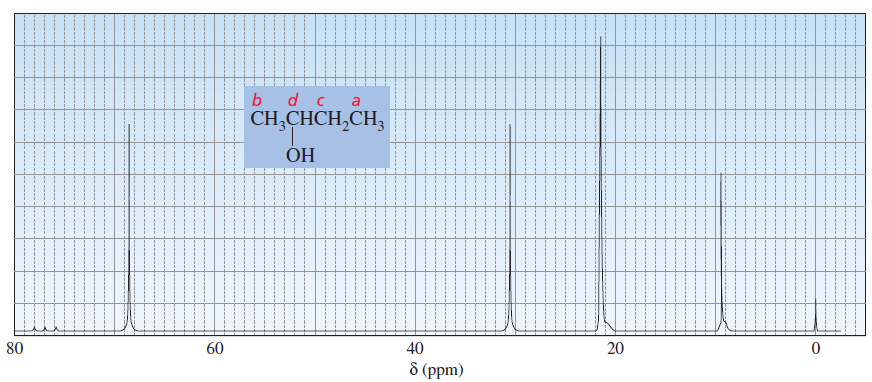 b d c a
CH₃CHCH₂CH₃
OH
80 60 40 20 0
δ (ppm)